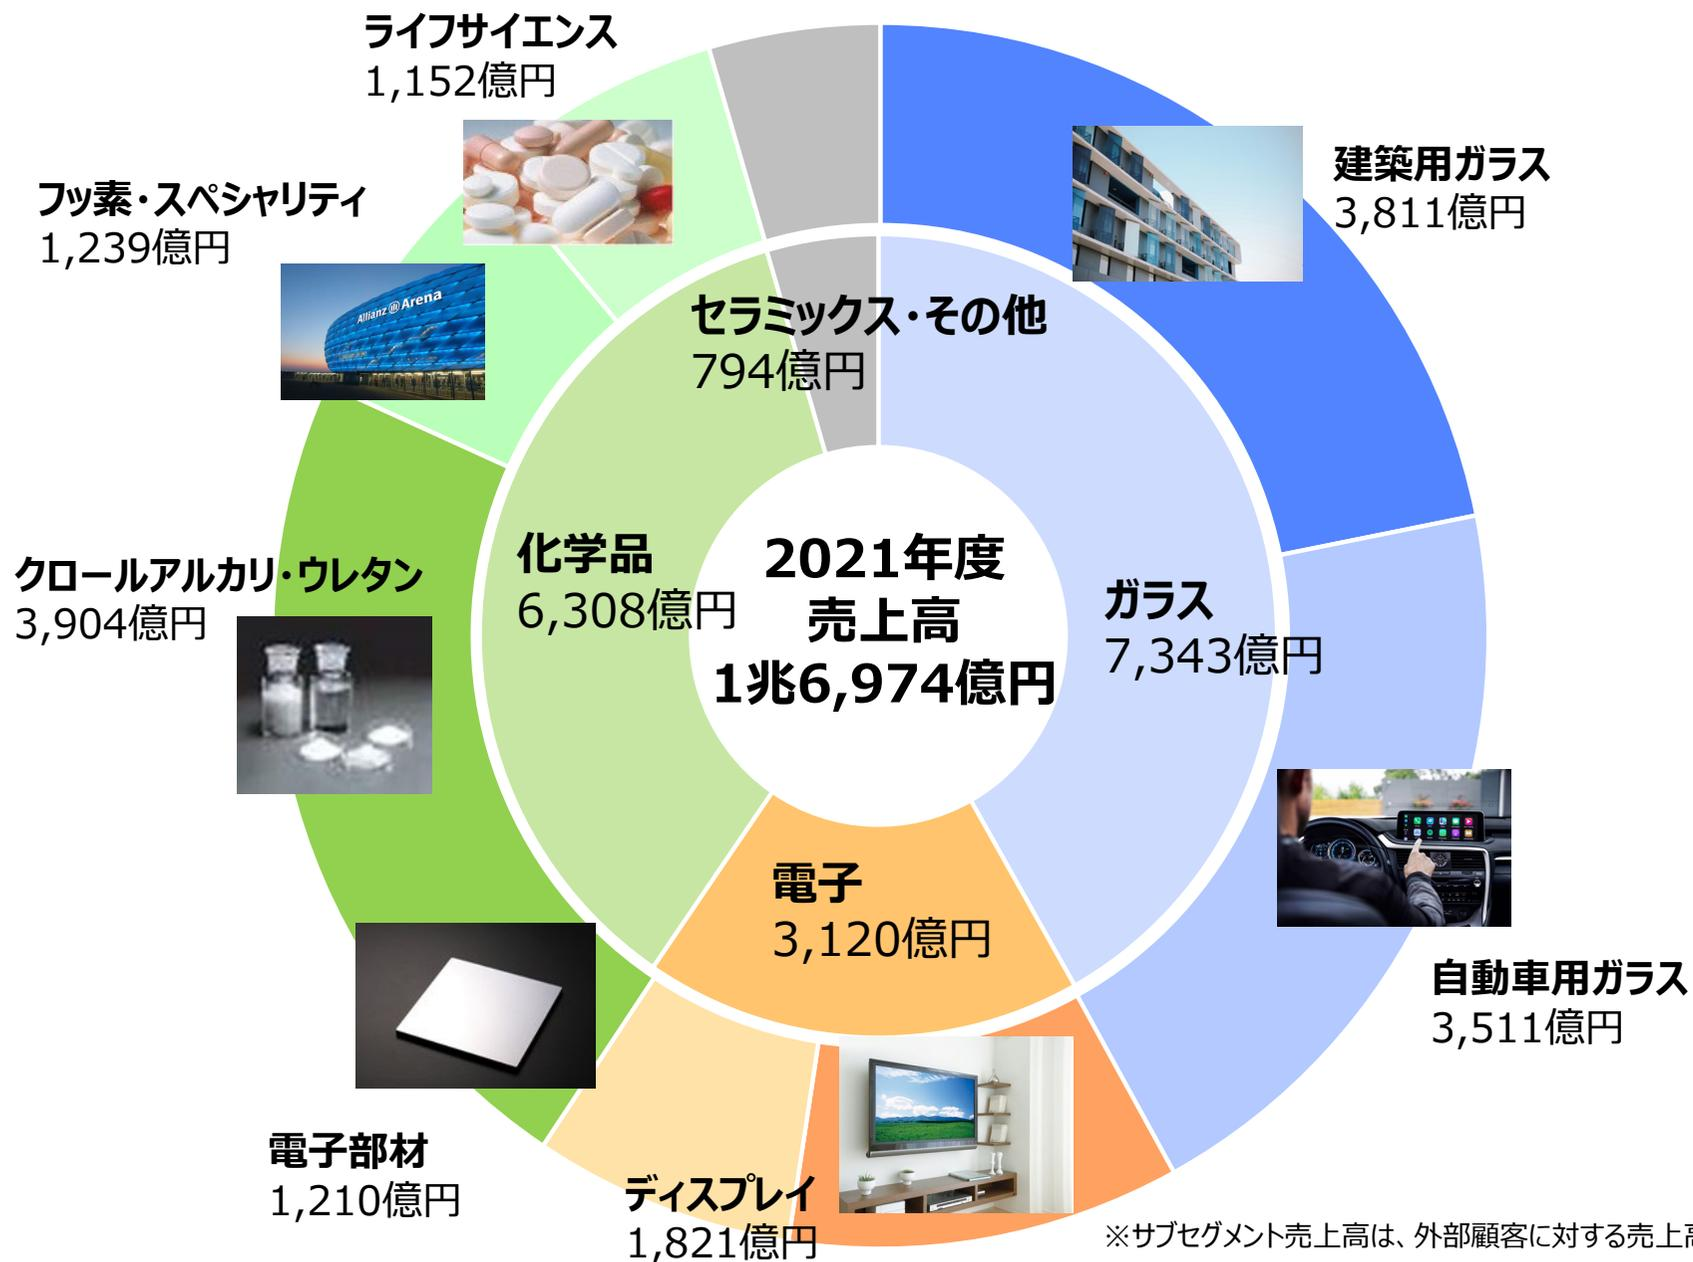 ライフサイエンス
1,152億円
フッ素・スペシャリティ
1,239億円
Allianz Arena
建築用ガラス
3,811億円
セラミックス・その他
794億円
クロールアルカリ・ウレタン
3,904億円
化学品
6,308億円
2021年度
売上高
1兆6,974億円
ガラス
7,343億円
電子
3,120億円
自動車用ガラス
3,511億円
電子部材
1,210億円
ディスプレイ
1,821億円
※サブセグメント売上高は、外部顧客に対する売上高